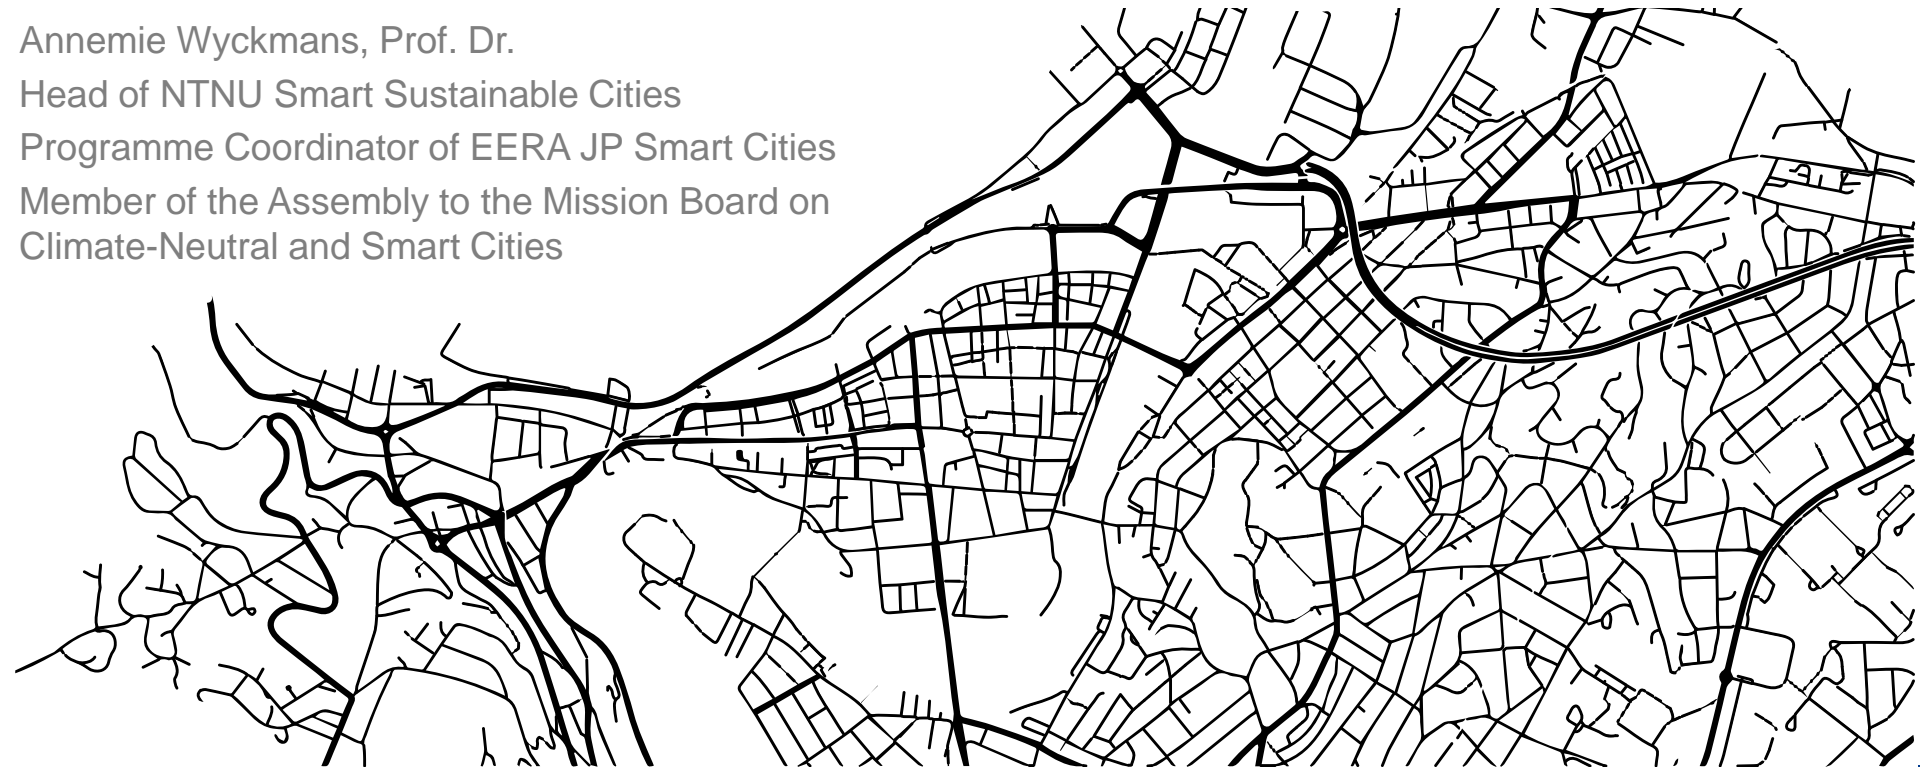 Annemie Wyckmans, Prof. Dr.
Head of NTNU Smart Sustainable Cities
Programme Coordinator of EERA JP Smart Cities
Member of the Assembly to the Mission Board on
Climate-Neutral and Smart Cities